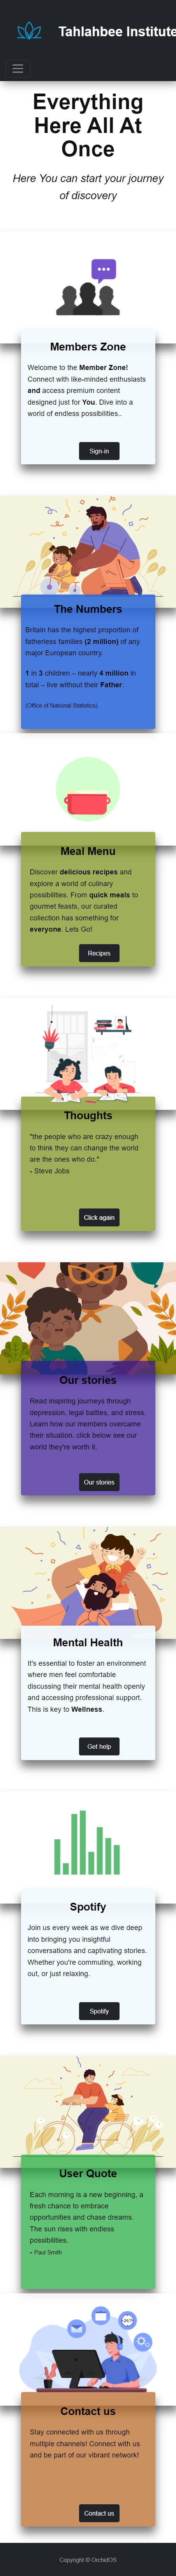 Tahlahbee Institute
Everything
Here All At
Once
Here You can start your journey
of discovery
Members Zone
Welcome to the Member Zone!
Connect with like-minded enthusiasts
and access premium content
designed just for You. Dive into a
world of endless possibilities..
Sign-in
The Numbers
Britain has the highest proportion of
fatherless families (2 million) of any
major European country.
1 in 3 children – nearly 4 million in
total – live without their Father.
(Office of National Statistics)
Meal Menu
Discover delicious recipes and
explore a world of culinary
possibilities. From quick meals to
gourmet feasts, our curated
collection has something for
everyone. Lets Go!
Recipes
Thoughts
"the people who are crazy enough
to think they can change the world
are the ones who do."
- Steve Jobs
Click again
Our stories
Read inspiring journeys through
depression, legal battles, and stress.
Learn how our members overcame
their situation, click below see our
world they're worth it.
Our stories
Mental Health
It's essential to foster an environment
where men feel comfortable
discussing their mental health openly
and accessing professional support.
This is key to Wellness.
Get help
Spotify
Join us every week as we dive deep
into bringing you insightful
conversations and captivating stories.
Whether you're commuting, working
out, or just relaxing.
Spotify
User Quote
Each morning is a new beginning, a
fresh chance to embrace
opportunities and chase dreams.
The sun rises with endless
possibilities.
- Paul Smith
24/7
Contact us
Stay connected with us through
multiple channels! Connect with us
and be part of our vibrant network!
Contact us
Copyright © OrchidOS